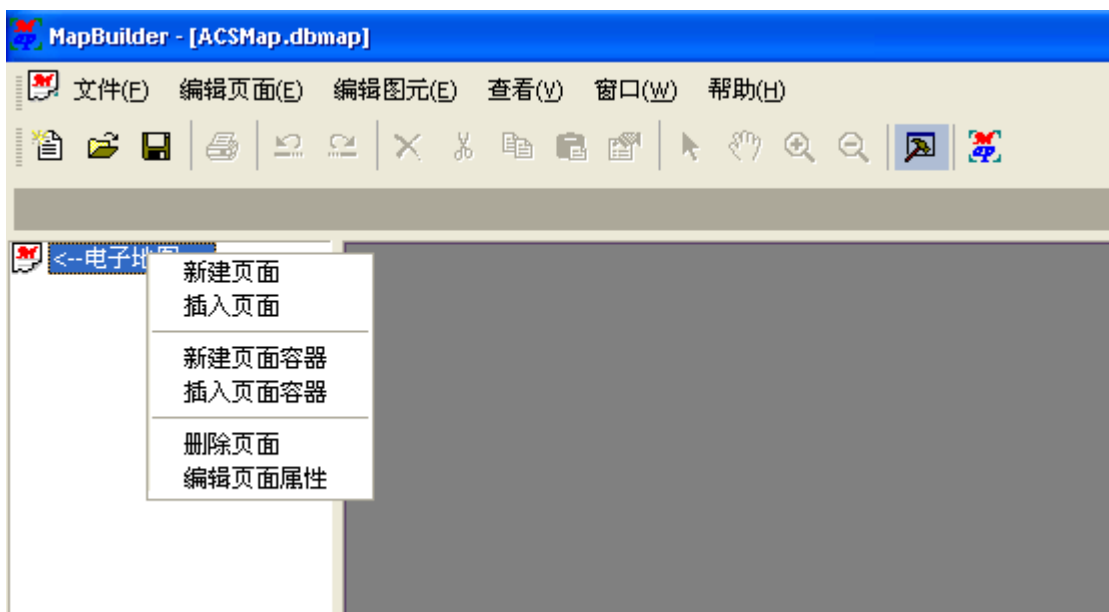 MapBuilder - [ACSMap.dbmap]
文件(F) 编辑页面(E) 编辑图元(E) 查看(V) 窗口(W) 帮助(H)
<--电子地
新建页面
插入页面
新建页面容器
插入页面容器
删除页面
编辑页面属性